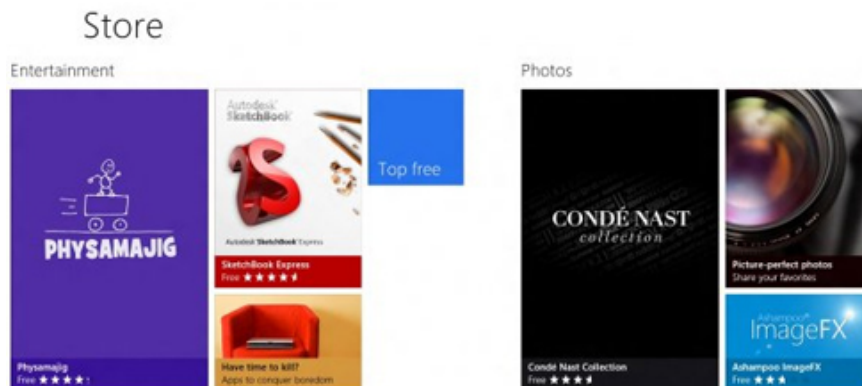 Store
Entertainment
PHYSAMAJIG
Physamajig
Free
Autodesk®
SketchBook®
Autodesk SketchBook Express
SketchBook Express
Free
Have time to kill?
Apps to conquer boredom
Top free
Photos
CONDÉ NAST
collection
Condé Nast Collection
Free
Picture-perfect photos
Share your favorites
Ashampoo®
ImageFX
Ashampoo ImageFX
Free